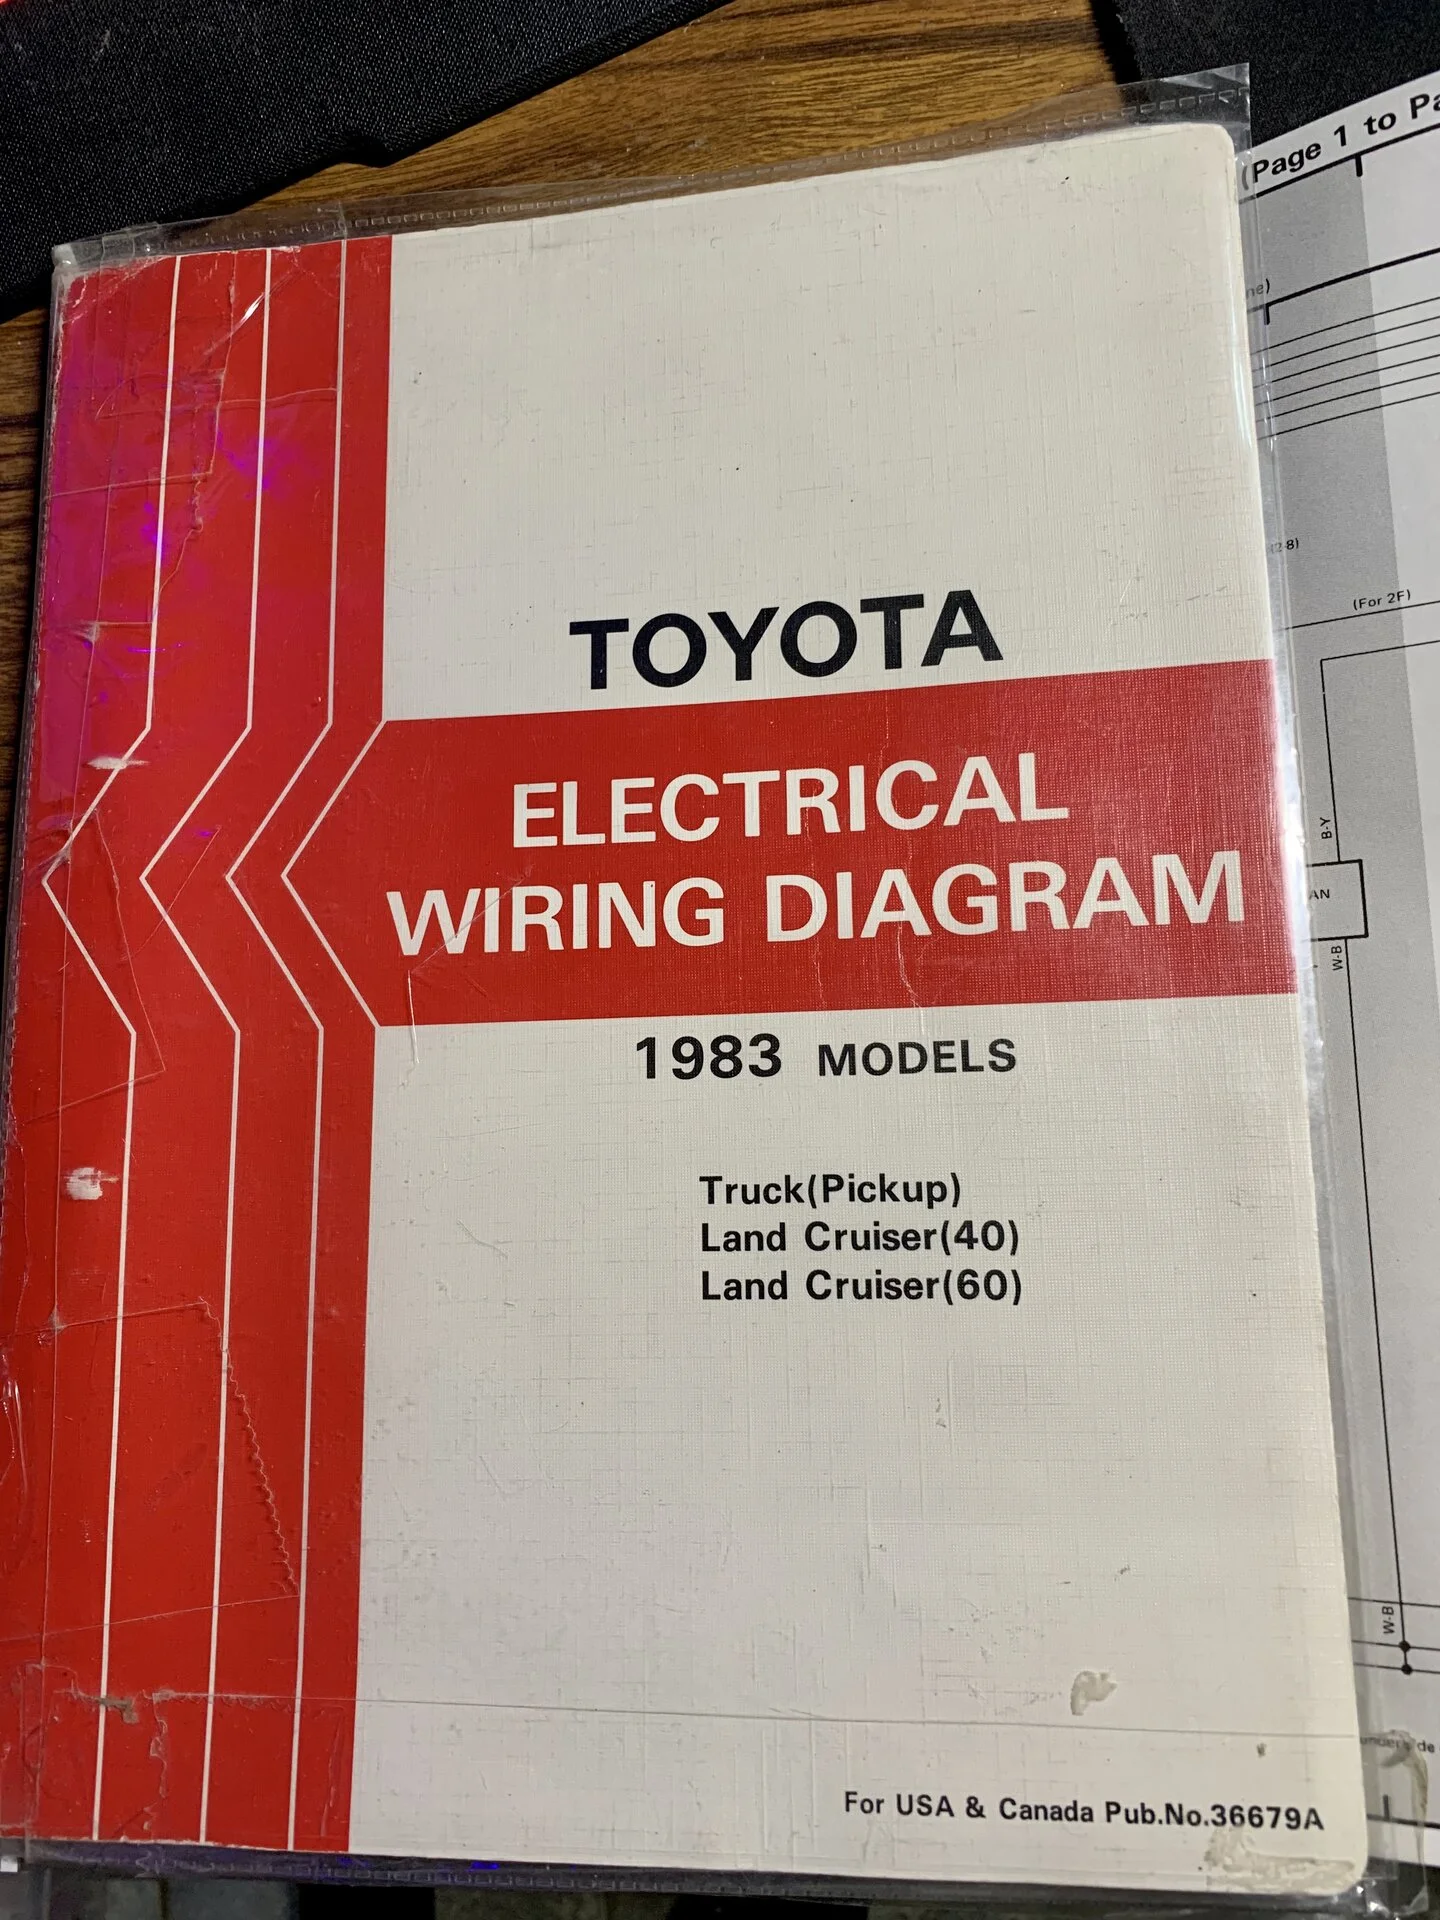 TOYOTA
ELECTRICAL
WIRING DIAGRAM
1983 MODELS
Truck(Pickup)
Land Cruiser(40)
Land Cruiser(60)
For USA & Canada Pub.No.36679A
(Page 1 to
(For 2F)
B-Y
W-B
W-B